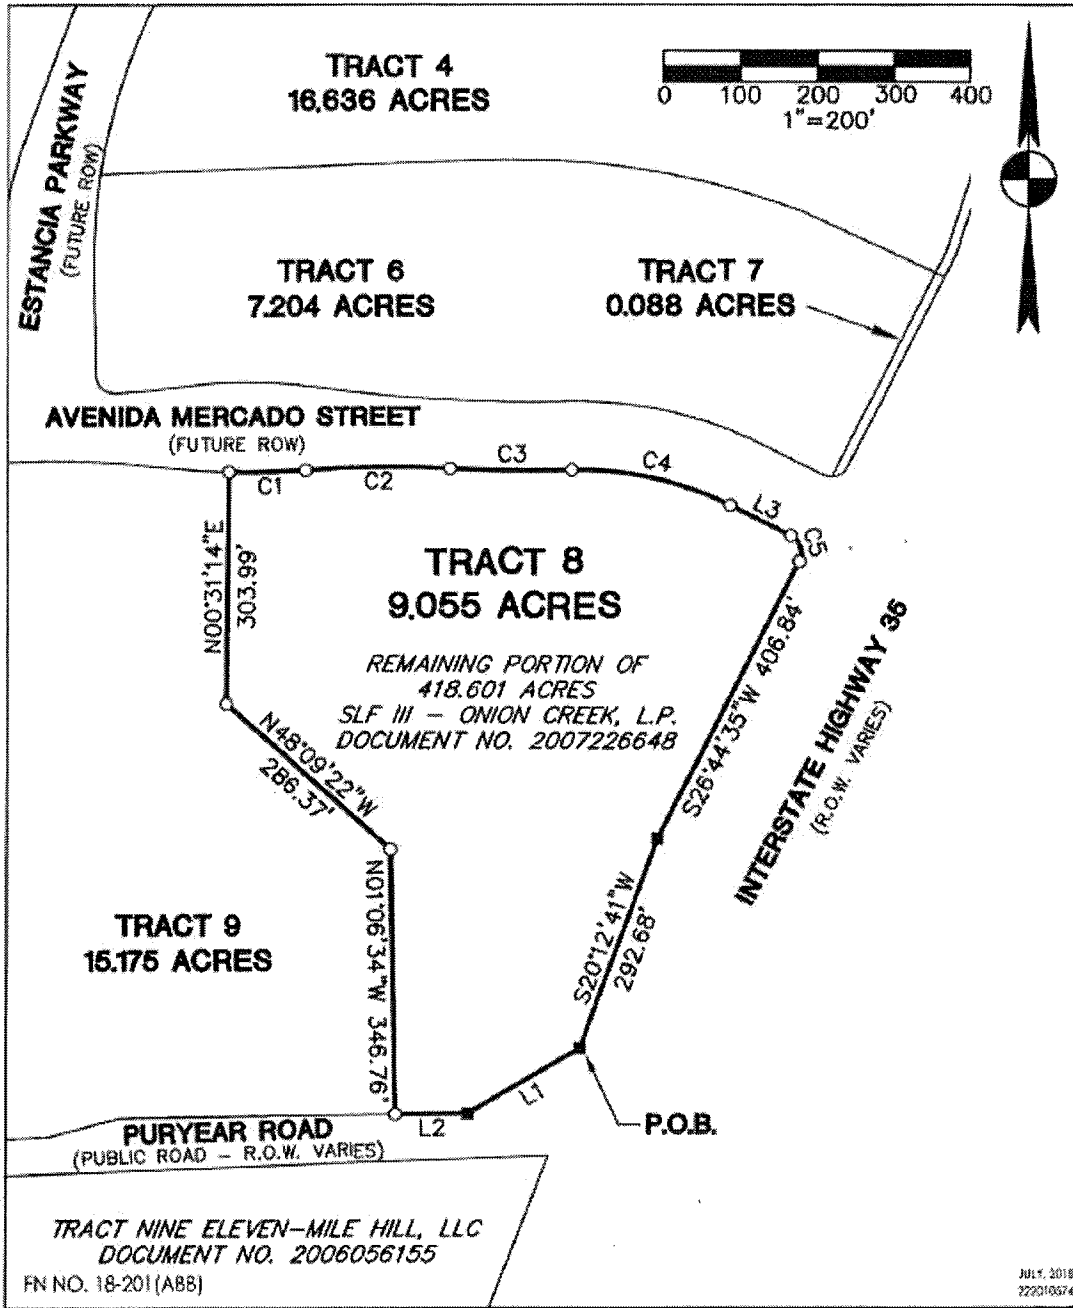 TRACT 4
16.636 ACRES
0 100 200 300 400
1"=200'
ESTANCIA PARKWAY
(FUTURE ROW)
TRACT 6
7.204 ACRES
TRACT 7
0.088 ACRES
AVENIDA MERCADO STREET
(FUTURE ROW)
C1
C2
C3
C4
L3
C5
N00°31'14"E
303.99'
TRACT 8
9.055 ACRES
REMAINING PORTION OF
418.601 ACRES
SLF III – ONION CREEK, L.P.
DOCUMENT NO. 2007226648
S26°44'35"W 406.84'
INTERSTATE HIGHWAY 35
(R.O.W. VARIES)
N48°09'22"W
286.37'
S20°12'41"W
292.68'
N01°06'34"W 346.76'
TRACT 9
15.175 ACRES
L1
L2
P.O.B.
PURYEAR ROAD
(PUBLIC ROAD – R.O.W. VARIES)
TRACT NINE ELEVEN–MILE HILL, LLC
DOCUMENT NO. 2006056155
FN NO. 18-201(ABB)
JULY, 2018